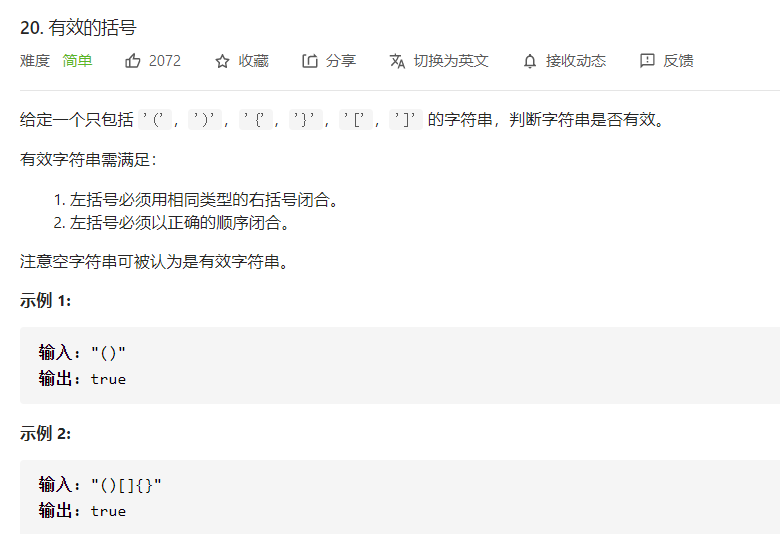 20. 有效的括号
难度 简单 2072 收藏 分享 切换为英文 接收动态 反馈
给定一个只包括 '('，')'，'{'，'}'，'['，']' 的字符串，判断字符串是否有效。
有效字符串需满足：
1. 左括号必须用相同类型的右括号闭合。
2. 左括号必须以正确的顺序闭合。
注意空字符串可被认为是有效字符串。
示例 1:
输入: "()"
输出: true
示例 2:
输入: "()[]{}"
输出: true